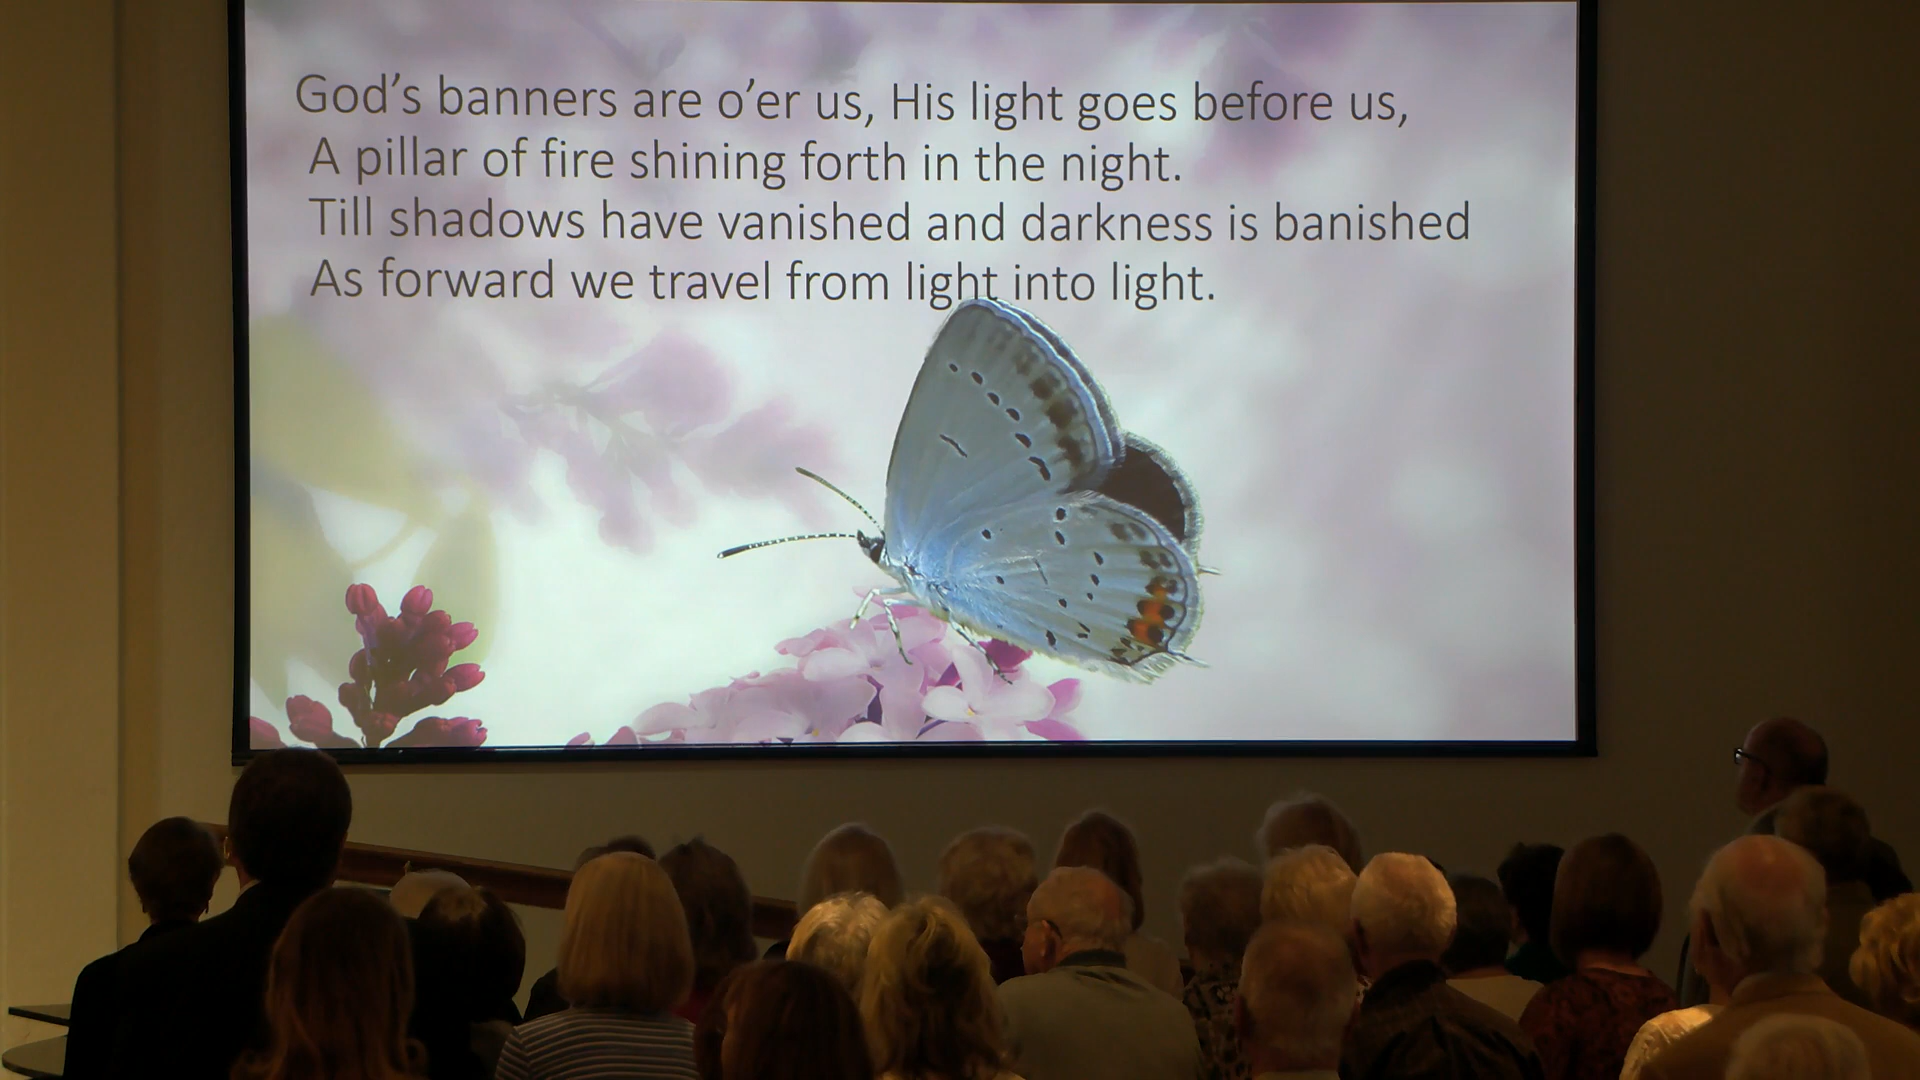 God’s banners are o’er us, His light goes before us,
A pillar of fire shining forth in the night.
Till shadows have vanished and darkness is banished
As forward we travel from light into light.